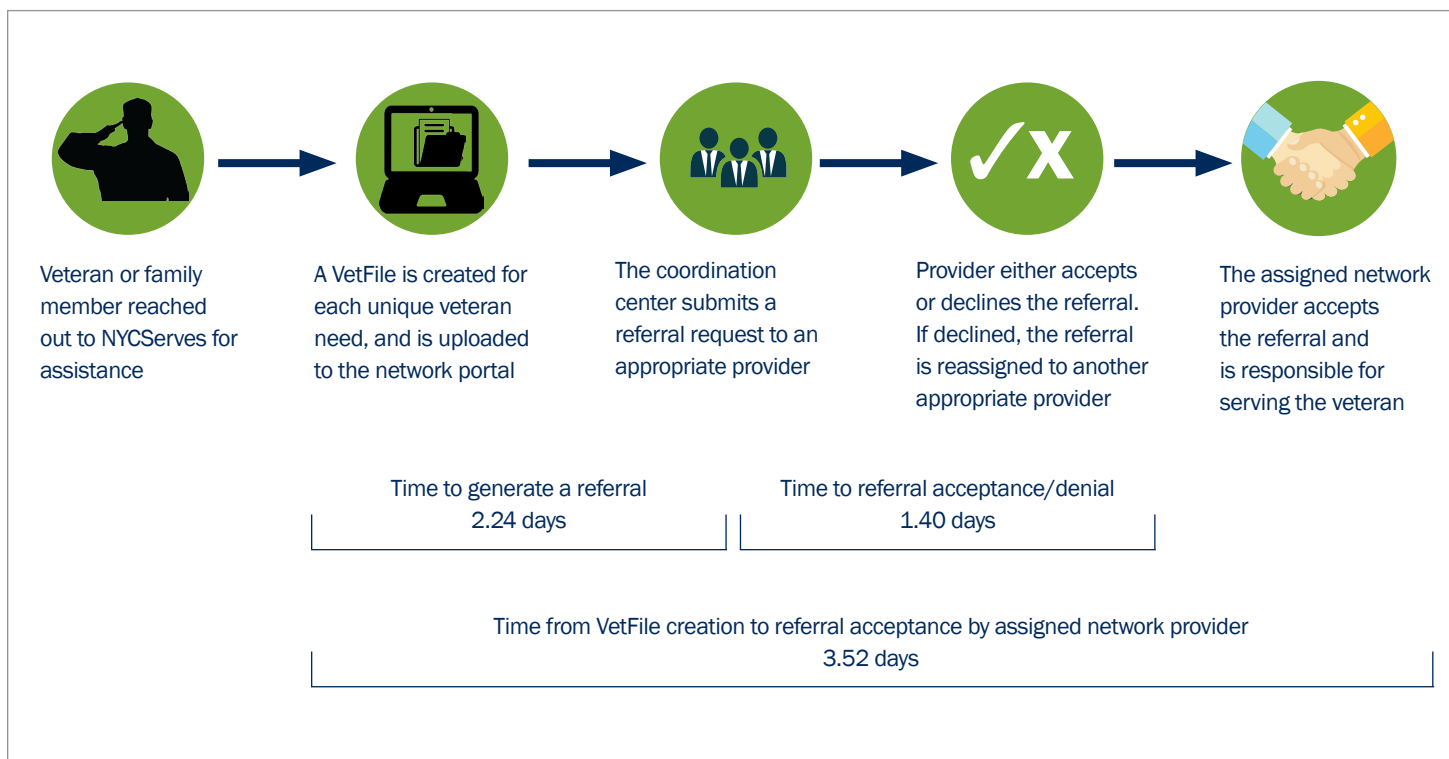 X
Veteran or family
member reached
out to NYCServes for
assistance
A VetFile is created for
each unique veteran
need, and is uploaded
to the network portal
The coordination
center submits a
referral request to an
appropriate provider
Provider either accepts
or declines the referral.
If declined, the referral
is reassigned to another
appropriate provider
The assigned network
provider accepts
the referral and
is responsible for
serving the veteran
Time to generate a referral
2.24 days
Time to referral acceptance/denial
1.40 days
Time from VetFile creation to referral acceptance by assigned network provider
3.52 days